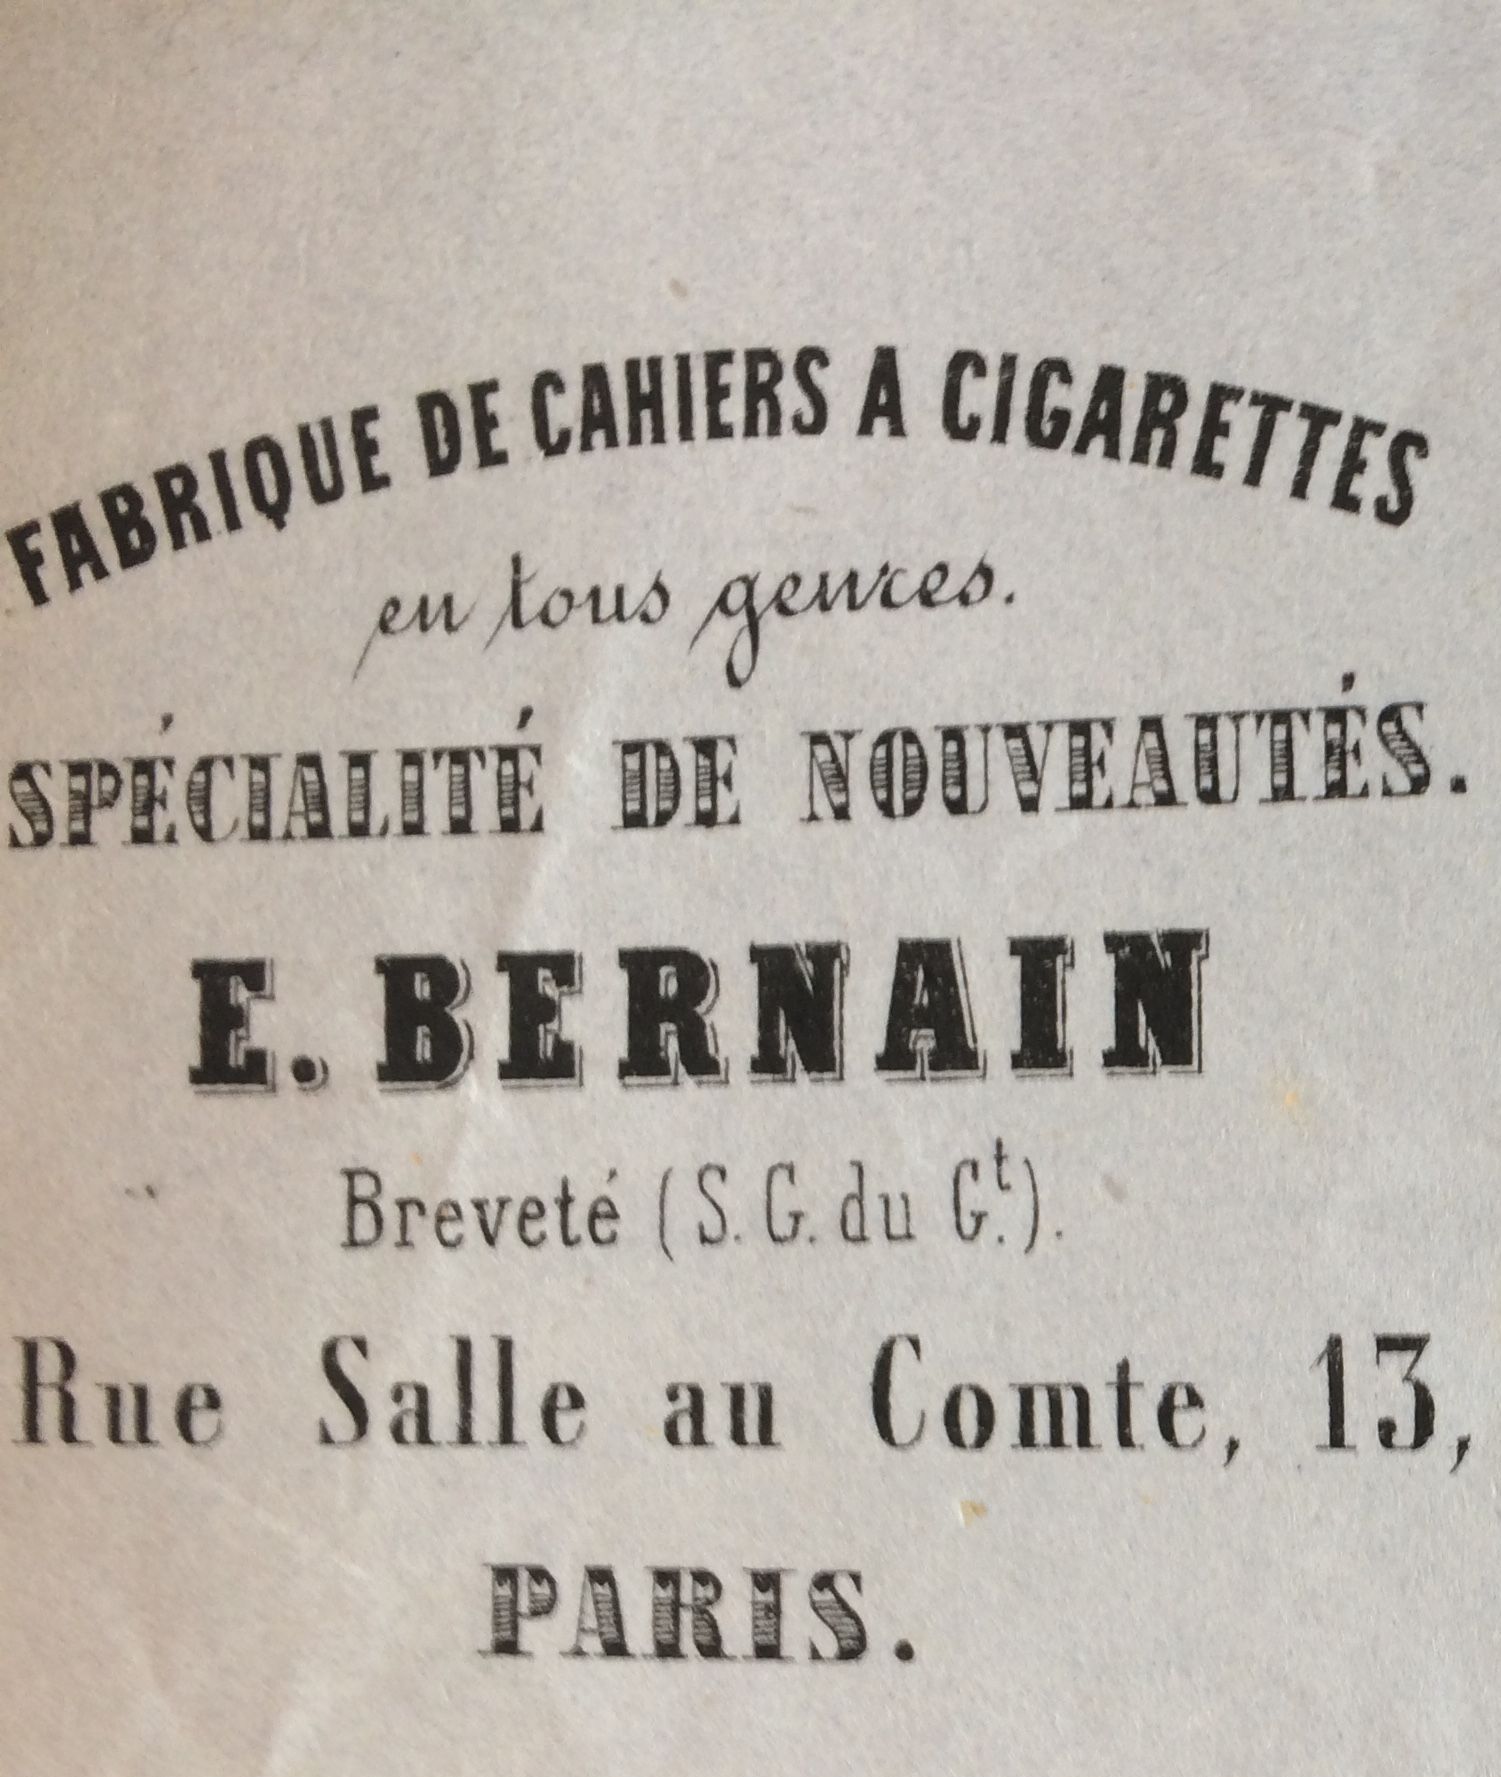 FABRIQUE DE CAHIERS A CIGARETTES
en tous genres.
SPÉCIALITÉ DE NOUVEAUTÉS.
E. BERNAIN
Breveté (S. G. du G.t).
Rue Salle au Comte, 13,
PARIS.